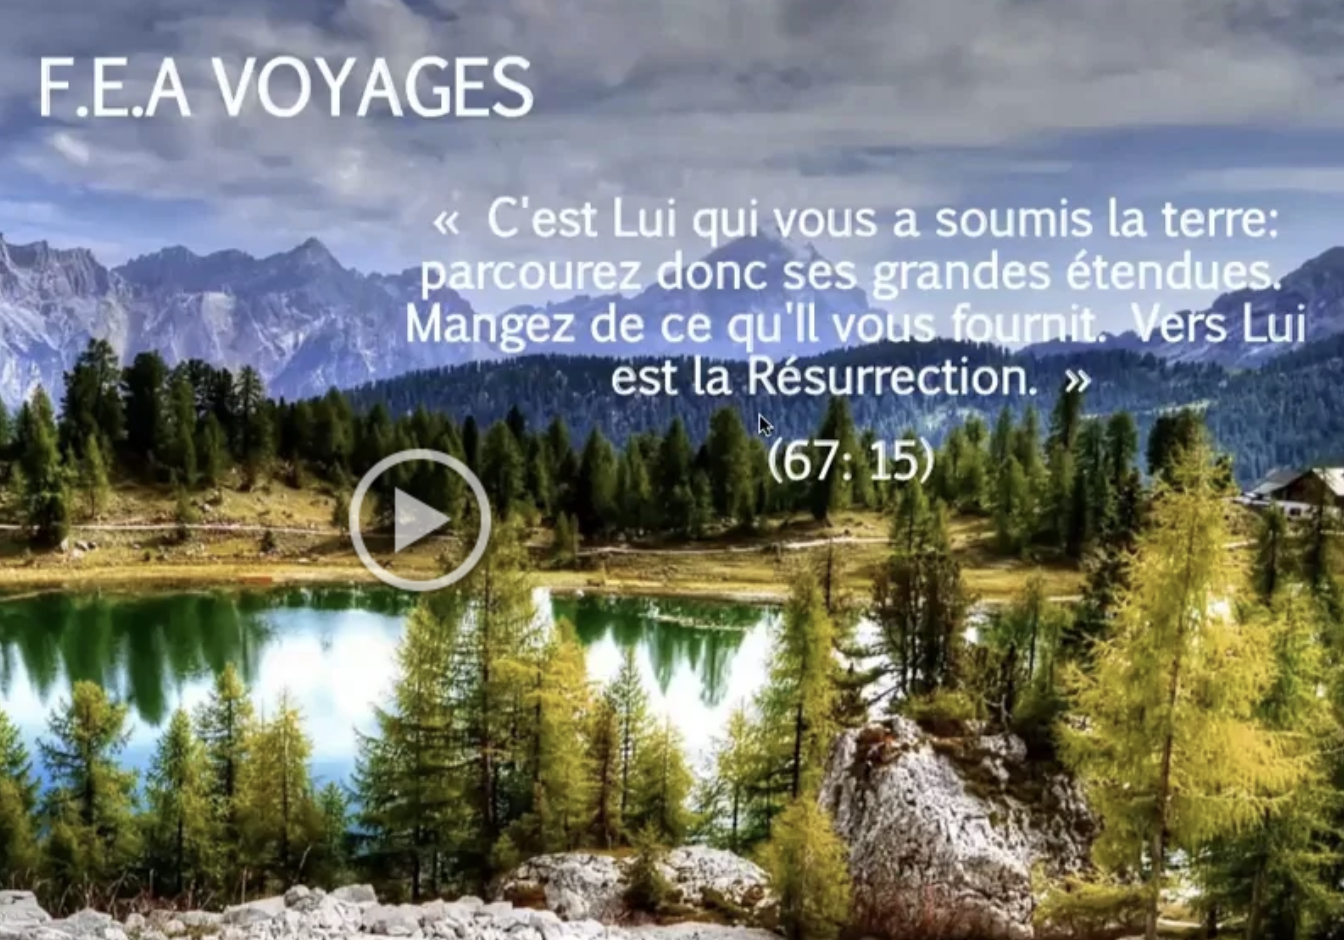 F.E.A VOYAGES
«  C'est Lui qui vous a soumis la terre:
parcourez donc ses grandes étendues.
Mangez de ce qu'Il vous fournit.  Vers Lui
est la Résurrection.  »
(67: 15)